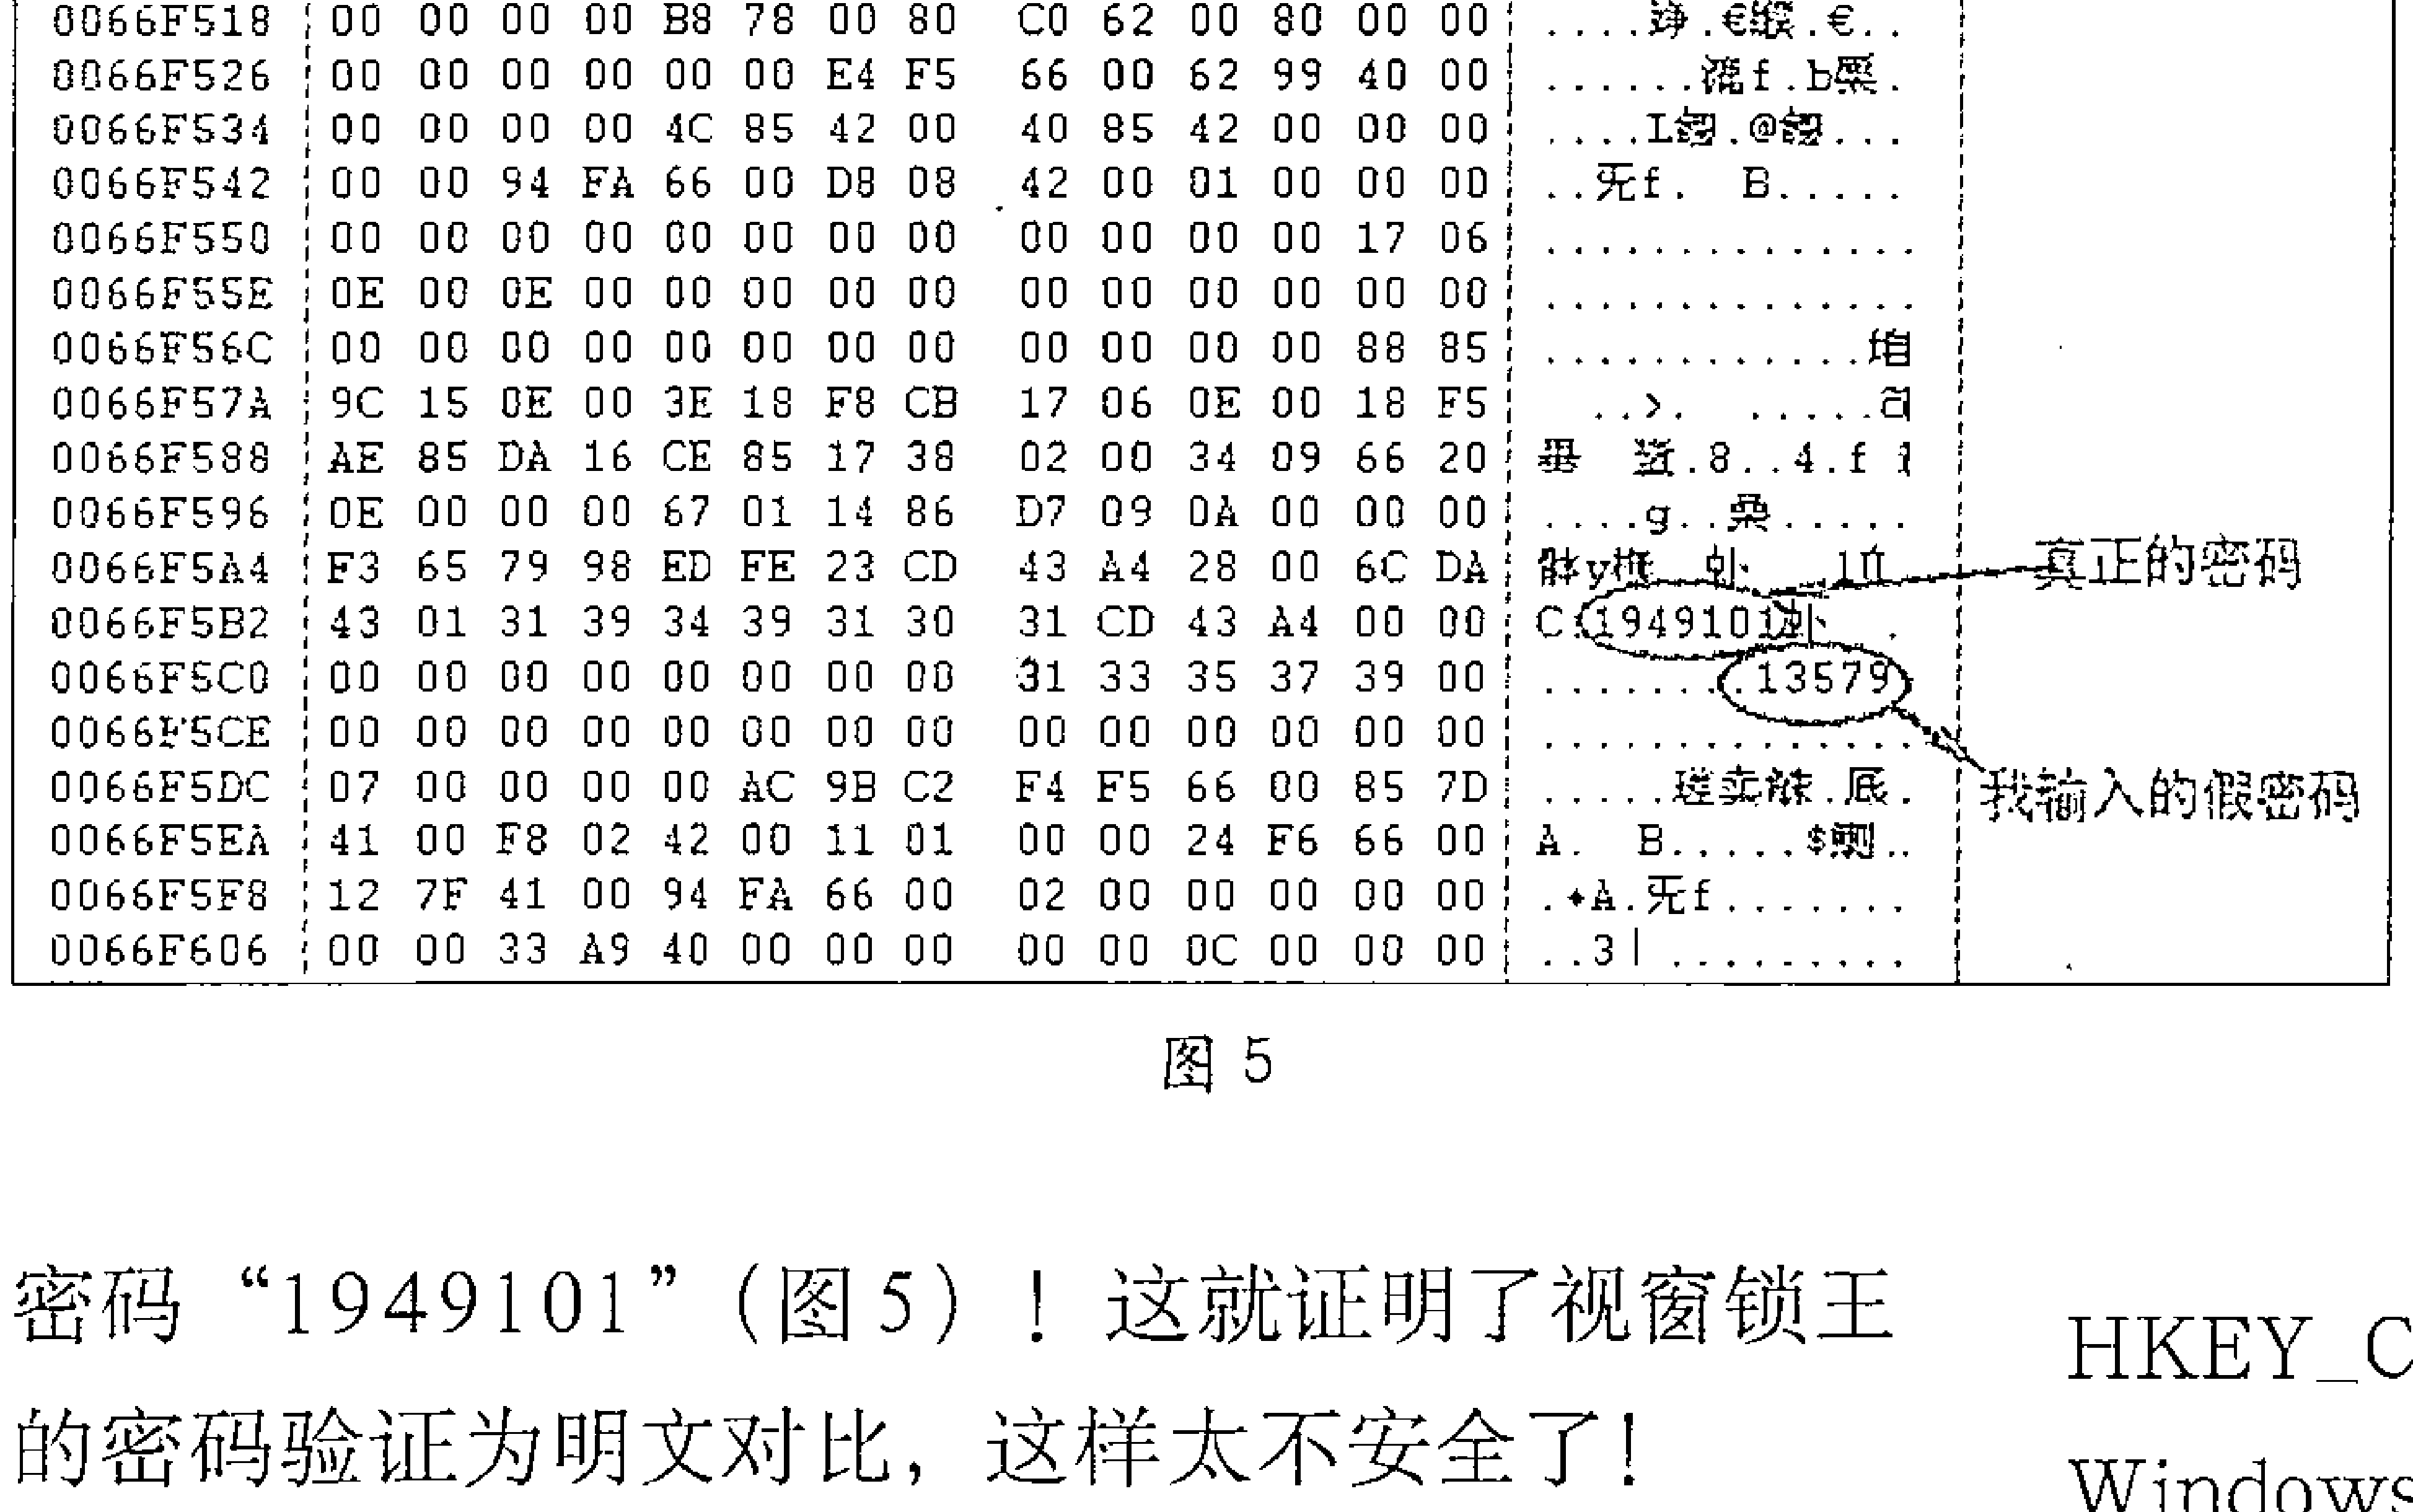 0066F518 00 00 00 00 B8 78 00 80 C0 62 00 80 00 00 ....竫.€缑.€..
0066F526 00 00 00 00 00 00 E4 F5 66 00 62 99 40 00 ......f.b.
0066F534 00 00 00 00 4C 85 42 00 40 85 42 00 00 00 ....L.@...
0066F542 00 00 94 FA 66 00 D8 08 42 00 01 00 00 00 ..f. B.....
0066F550 00 00 00 00 00 00 00 00 00 00 00 00 17 06 ..............
0066F55E 0E 00 0E 00 00 00 00 00 00 00 00 00 00 00 ..............
0066F56C 00 00 00 00 00 00 00 00 00 00 00 00 88 85 ............
0066F57A 9C 15 0E 00 3E 18 F8 CB 17 06 0E 00 18 F5 ..>. .....
0066F588 AE 85 DA 16 CE 85 17 38 02 00 34 09 66 20 .8..4.f
0066F596 0E 00 00 00 67 01 14 86 D7 09 0A 00 00 00 ....g.......
0066F5A4 F3 65 79 98 ED FE 23 CD 43 A4 28 00 6C DA y 真正的密码
0066F5B2 43 01 31 39 34 39 31 30 31 CD 43 A4 00 00 C.1949101 .
0066F5C0 00 00 00 00 00 00 00 00 31 33 35 37 39 00 ........13579
0066F5CE 00 00 00 00 00 00 00 00 00 00 00 00 00 00 ..............
0066F5DC 07 00 00 00 00 AC 9B C2 F4 F5 66 00 85 7D .....卖.. 我输入的假密码
0066F5EA 41 00 F8 02 42 00 11 01 00 00 24 F6 66 00 A. B.....$..
0066F5F8 12 7F 41 00 94 FA 66 00 02 00 00 00 00 00 .A.f.......
0066F606 00 00 33 A9 40 00 00 00 00 00 0C 00 00 00 ..3| .........
图 5
密码“1949101”(图5)！这就证明了视窗锁王
的密码验证为明文对比，这样太不安全了！
HKEY_C
Windows